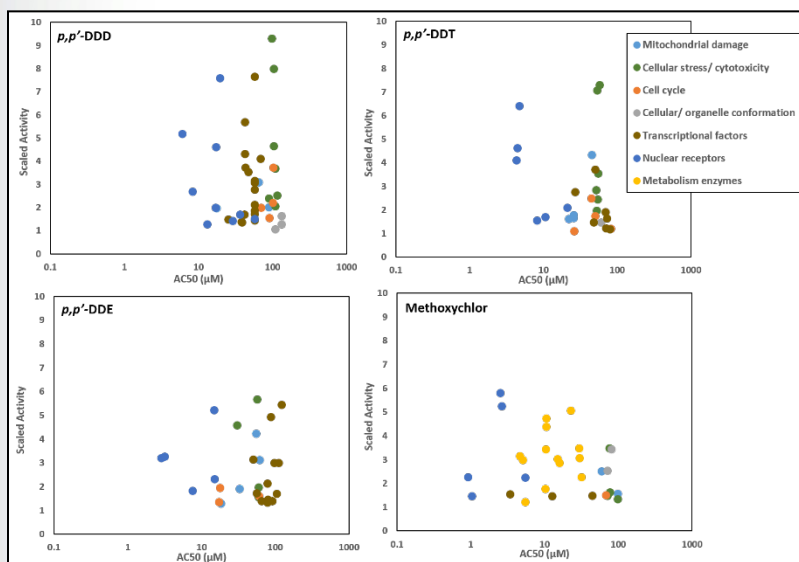 p,p′-DDD
10
9
8
7
6
5
4
3
2
1
0
Scaled Activity
0.1 1 10 100 1000
AC50 (µM)
p,p′-DDT
10
9
8
7
6
5
4
3
2
1
0
Scaled Activity
0.1 1 10 100 1000
AC50 (µM)
Mitochondrial damage
Cellular stress/ cytotoxicity
Cell cycle
Cellular/ organelle conformation
Transcriptional factors
Nuclear receptors
Metabolism enzymes
p,p′-DDE
10
9
8
7
6
5
4
3
2
1
0
Scaled Activity
0.1 1 10 100 1000
AC50 (µM)
Methoxychlor
10
9
8
7
6
5
4
3
2
1
0
Scaled Activity
0.1 1 10 100 1000
AC50 (µM)